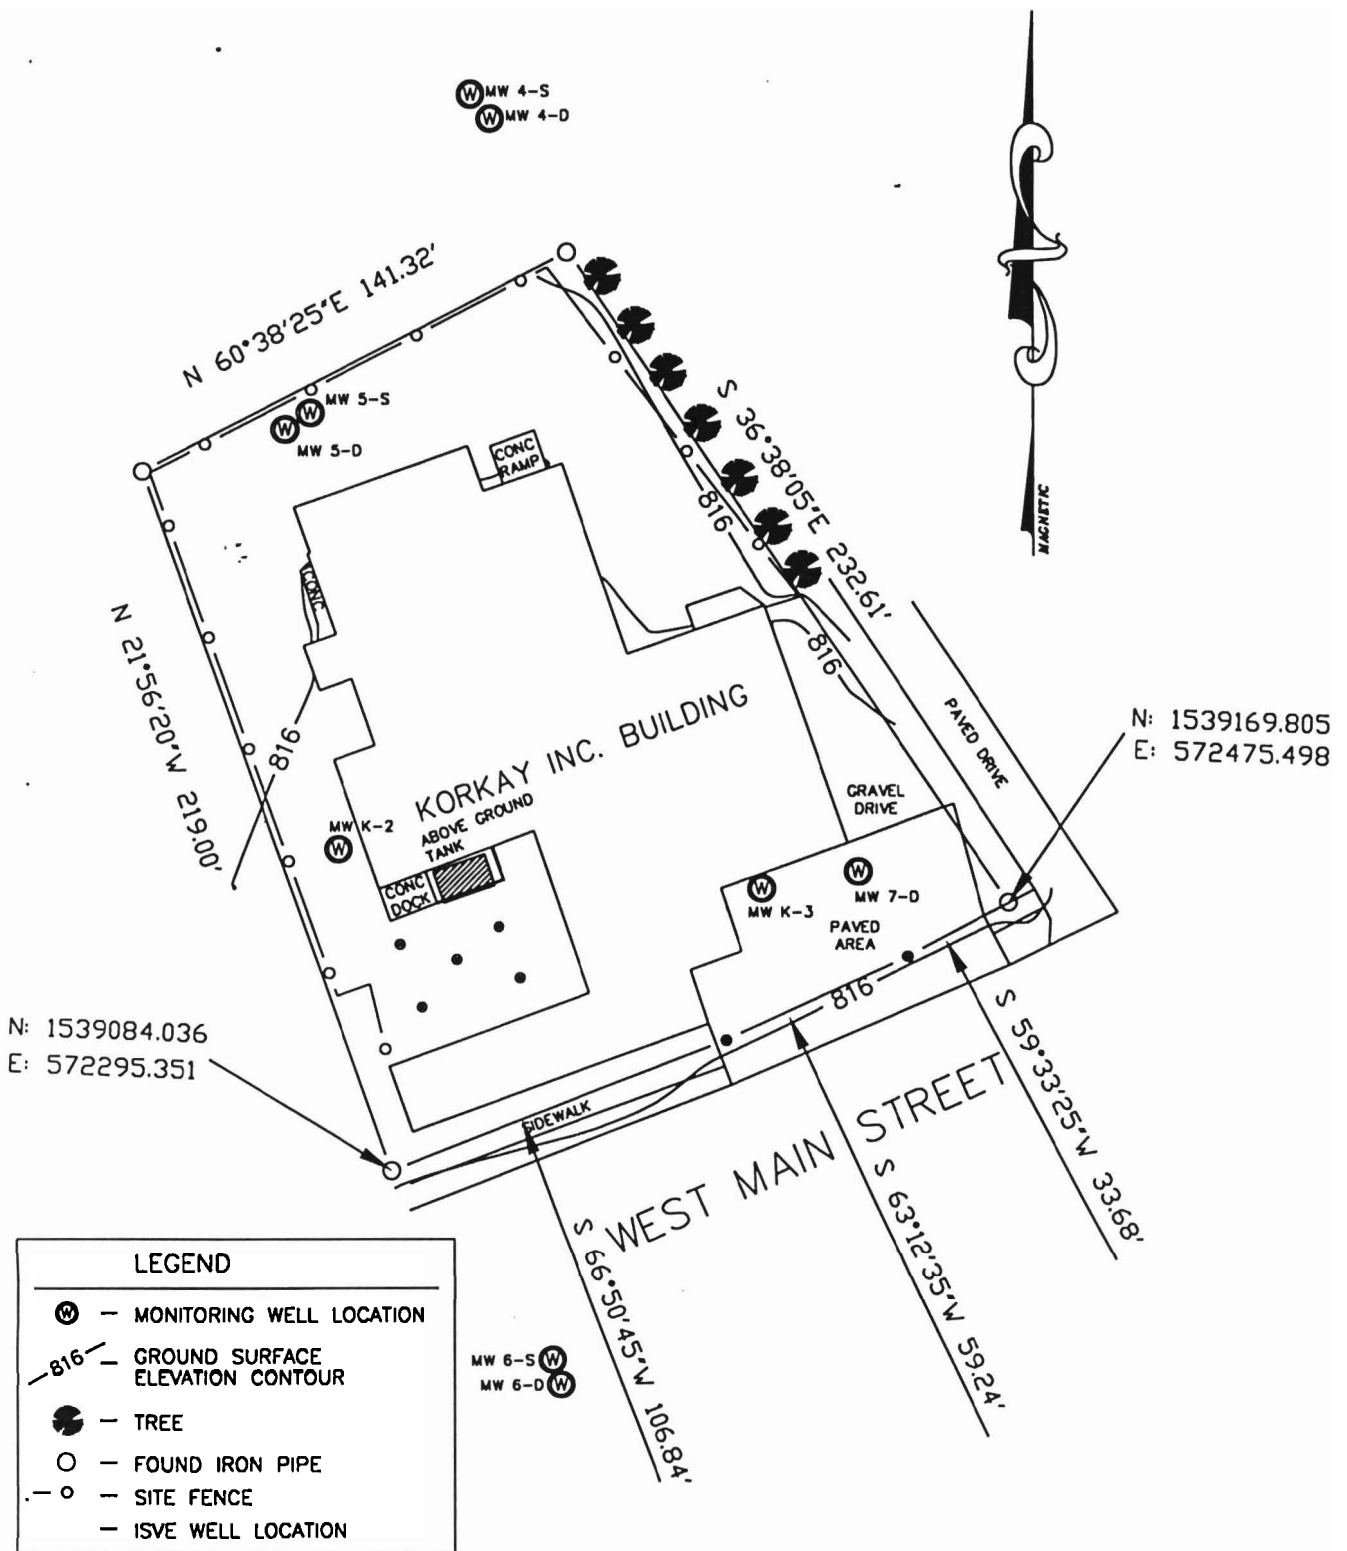 MW 4-S
MW 4-D
N 60°38'25"E 141.32'
MW 5-S
MW 5-D
CONC
RAMP
S 36°38'05"E 232.61'
816
MAGNETIC
CONC
N 21°56'20"W 219.00'
816
816
PAVED DRIVE
N: 1539169.805
E: 572475.498
KORKAY INC. BUILDING
ABOVE GROUND
TANK
GRAVEL
DRIVE
MW K-2
CONC
DOCK
MW K-3
MW 7-D
PAVED
AREA
816
N: 1539084.036
E: 572295.351
SIDEWALK
WEST MAIN STREET
S 59°33'25"W 33.68'
S 63°12'35"W 59.24'
S 66°50'45"W 106.84'
MW 6-S
MW 6-D
LEGEND
W – MONITORING WELL LOCATION
816 – GROUND SURFACE
ELEVATION CONTOUR
– TREE
– FOUND IRON PIPE
– SITE FENCE
– ISVE WELL LOCATION